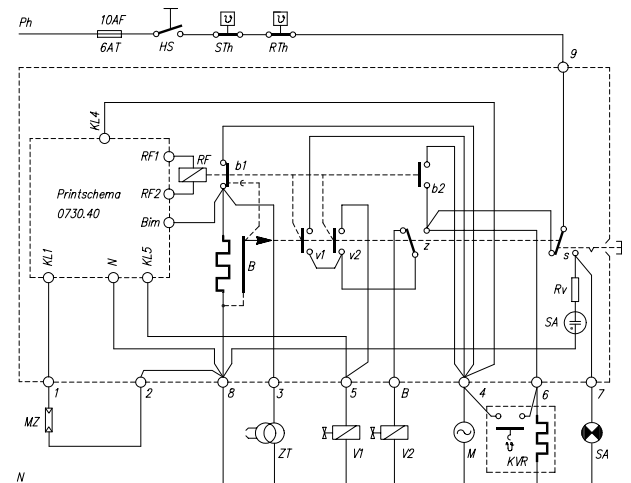 Ph
10AF
6AT
HS
STh
RTh
9
KL4
RF1
RF
b1
Printschema
0730.40
RF2
b2
Bim
KL1
N
KL5
B
v1
v2
z
s
Rv
SA
1
2
8
3
5
B
4
6
7
MZ
ZT
V1
V2
M
KVR
SA
N